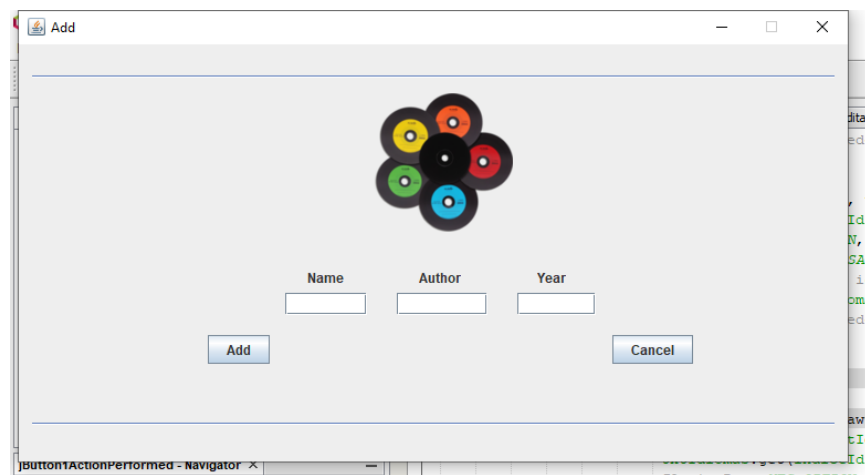 Add
Name Author Year
Add Cancel
jButton1ActionPerformed - Navigator ×